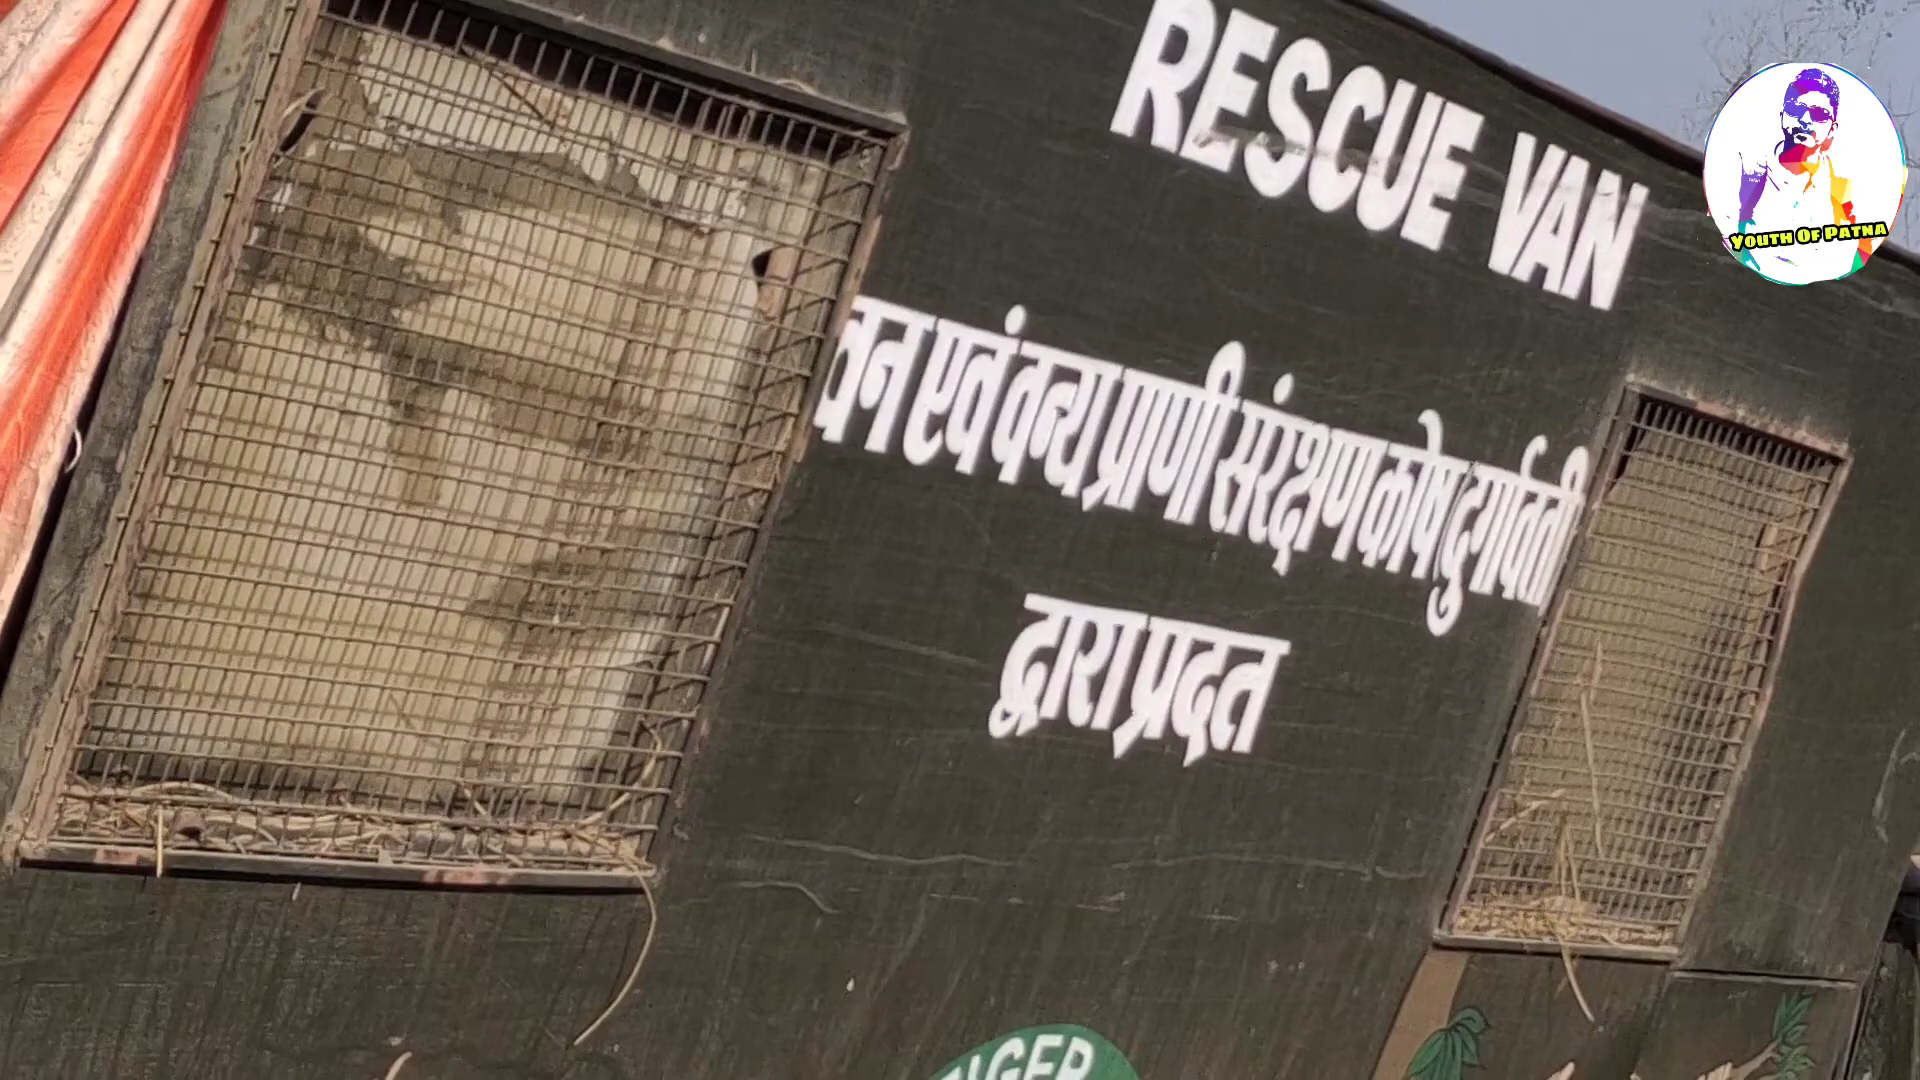 RESCUE VAN
Youth Of Patna
वन एवं वन्य प्राणी संरक्षण कोष दुर्गावती
द्वारा प्रदत